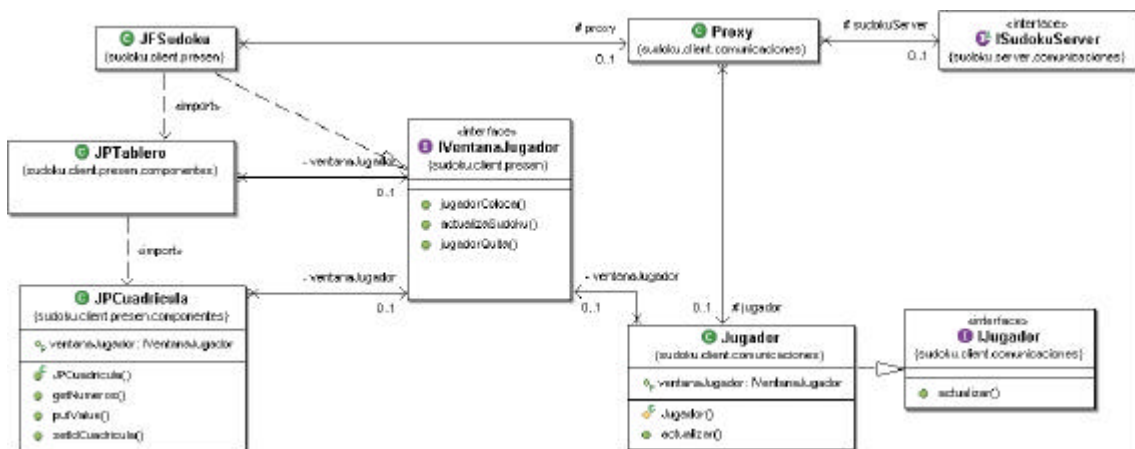 JFSudoku
(sudoku.client.presen)
# proxy
0..1
Proxy
(sudoku.client.comunicaciones)
# sudokuServer
0..1
«interface»
ISudokuServer
(sudoku.server.comunicaciones)
«import»
JPTablero
(sudoku.client.presen.componentes)
- ventanaJugador
0..1
«interface»
IVentanaJugador
(sudoku.client.presen)
jugadorColoca()
actualizaSudoku()
jugadorQuita()
«import»
- ventanaJugador
0..1
- ventanaJugador
0..1
JPCuadricula
(sudoku.client.presen.componentes)
ventanaJugador: IVentanaJugador
JPCuadricula()
getNumeros()
putValue()
setIdCuadricula()
0..1
# jugador
Jugador
(sudoku.client.comunicaciones)
ventanaJugador: IVentanaJugador
Jugador()
actualizar()
«interface»
IJugador
(sudoku.client.comunicaciones)
actualizar()